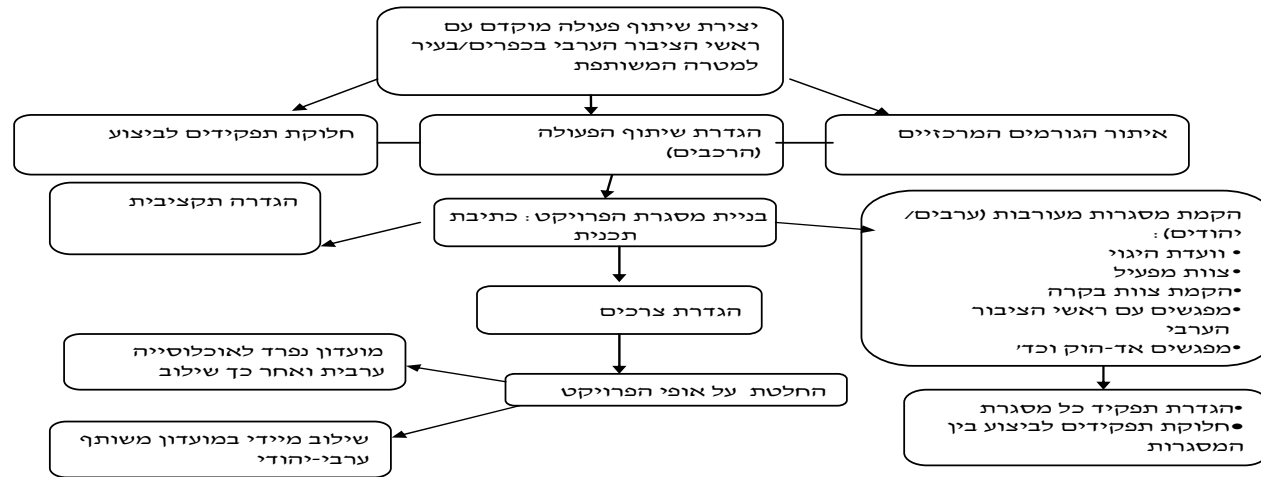 יצירת שיתוף פעולה מוקדם עם
ראשי הציבור הערבי בכפרים/בעיר
למטרה המשותפת
איתור הגורמים המרכזיים
הגדרת שיתוף הפעולה
(הרכבים)
חלוקת תפקידים לביצוע
הקמת מסגרות מעורבות (ערבים/
יהודים):
• וועדת היגוי
• צוות מפעיל
•הקמת צוות בקרה
•מפגשים עם ראשי הציבור
הערבי
•מפגשים אד-הוק וכד'
בניית מסגרת הפרויקט: כתיבת
תכנית
הגדרה תקציבית
הגדרת צרכים
החלטת על אופי הפרויקט
מועדון נפרד לאוכלוסייה
ערבית ואחר כך שילוב
שילוב מיידי במועדון משותף
ערבי-יהודי
•הגדרת תפקיד כל מסגרת
•חלוקת תפקידים לביצוע בין
המסגרות